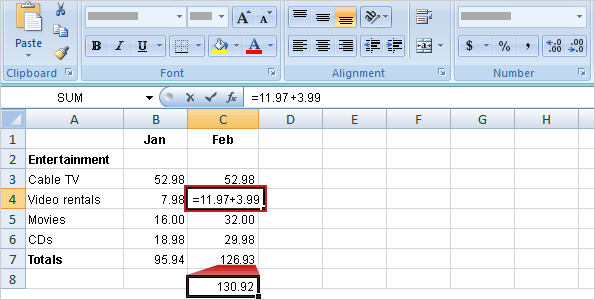 Paste
B I U
A A
A
$ % ,
.0 .00
.00 .0
Clipboard Font Alignment Number
SUM fx =11.97+3.99
A B C D E F G H
1 Jan Feb
2 Entertainment
3 Cable TV 52.98 52.98
4 Video rentals 7.98 =11.97+3.99
5 Movies 16.00 32.00
6 CDs 18.98 29.98
7 Totals 95.94 126.93
8 130.92